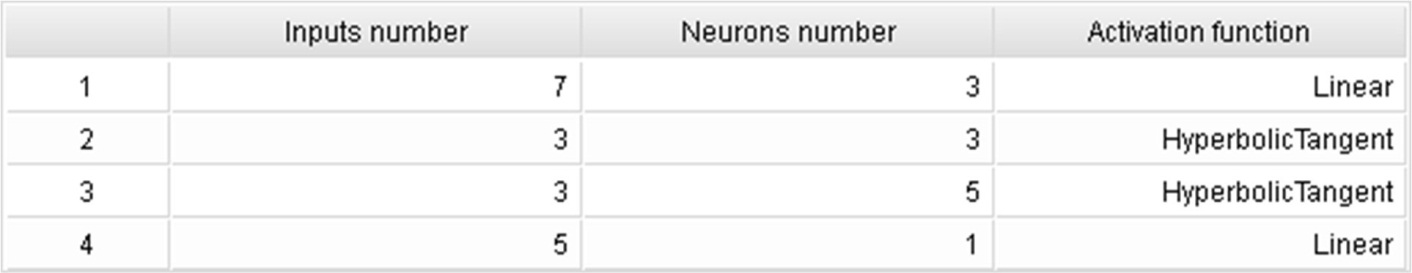 Inputs number Neurons number Activation function
1 7 3 Linear
2 3 3 HyperbolicTangent
3 3 5 HyperbolicTangent
4 5 1 Linear